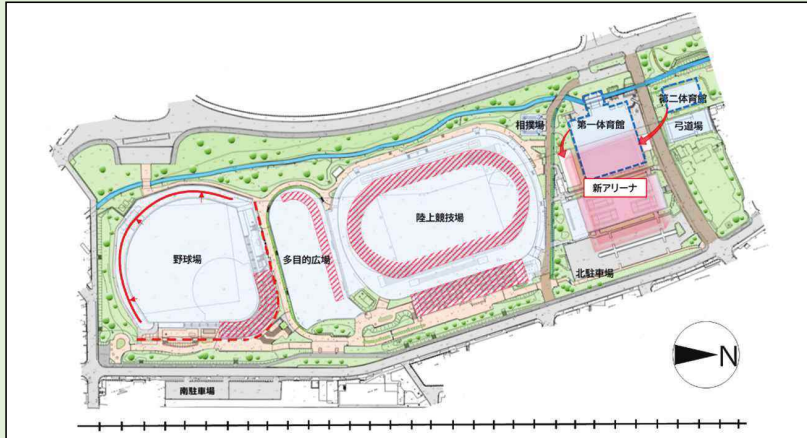 第二体育館
相撲場
第一体育館
弓道場
新アリーナ
陸上競技場
野球場
多目的広場
北駐車場
N
南駐車場